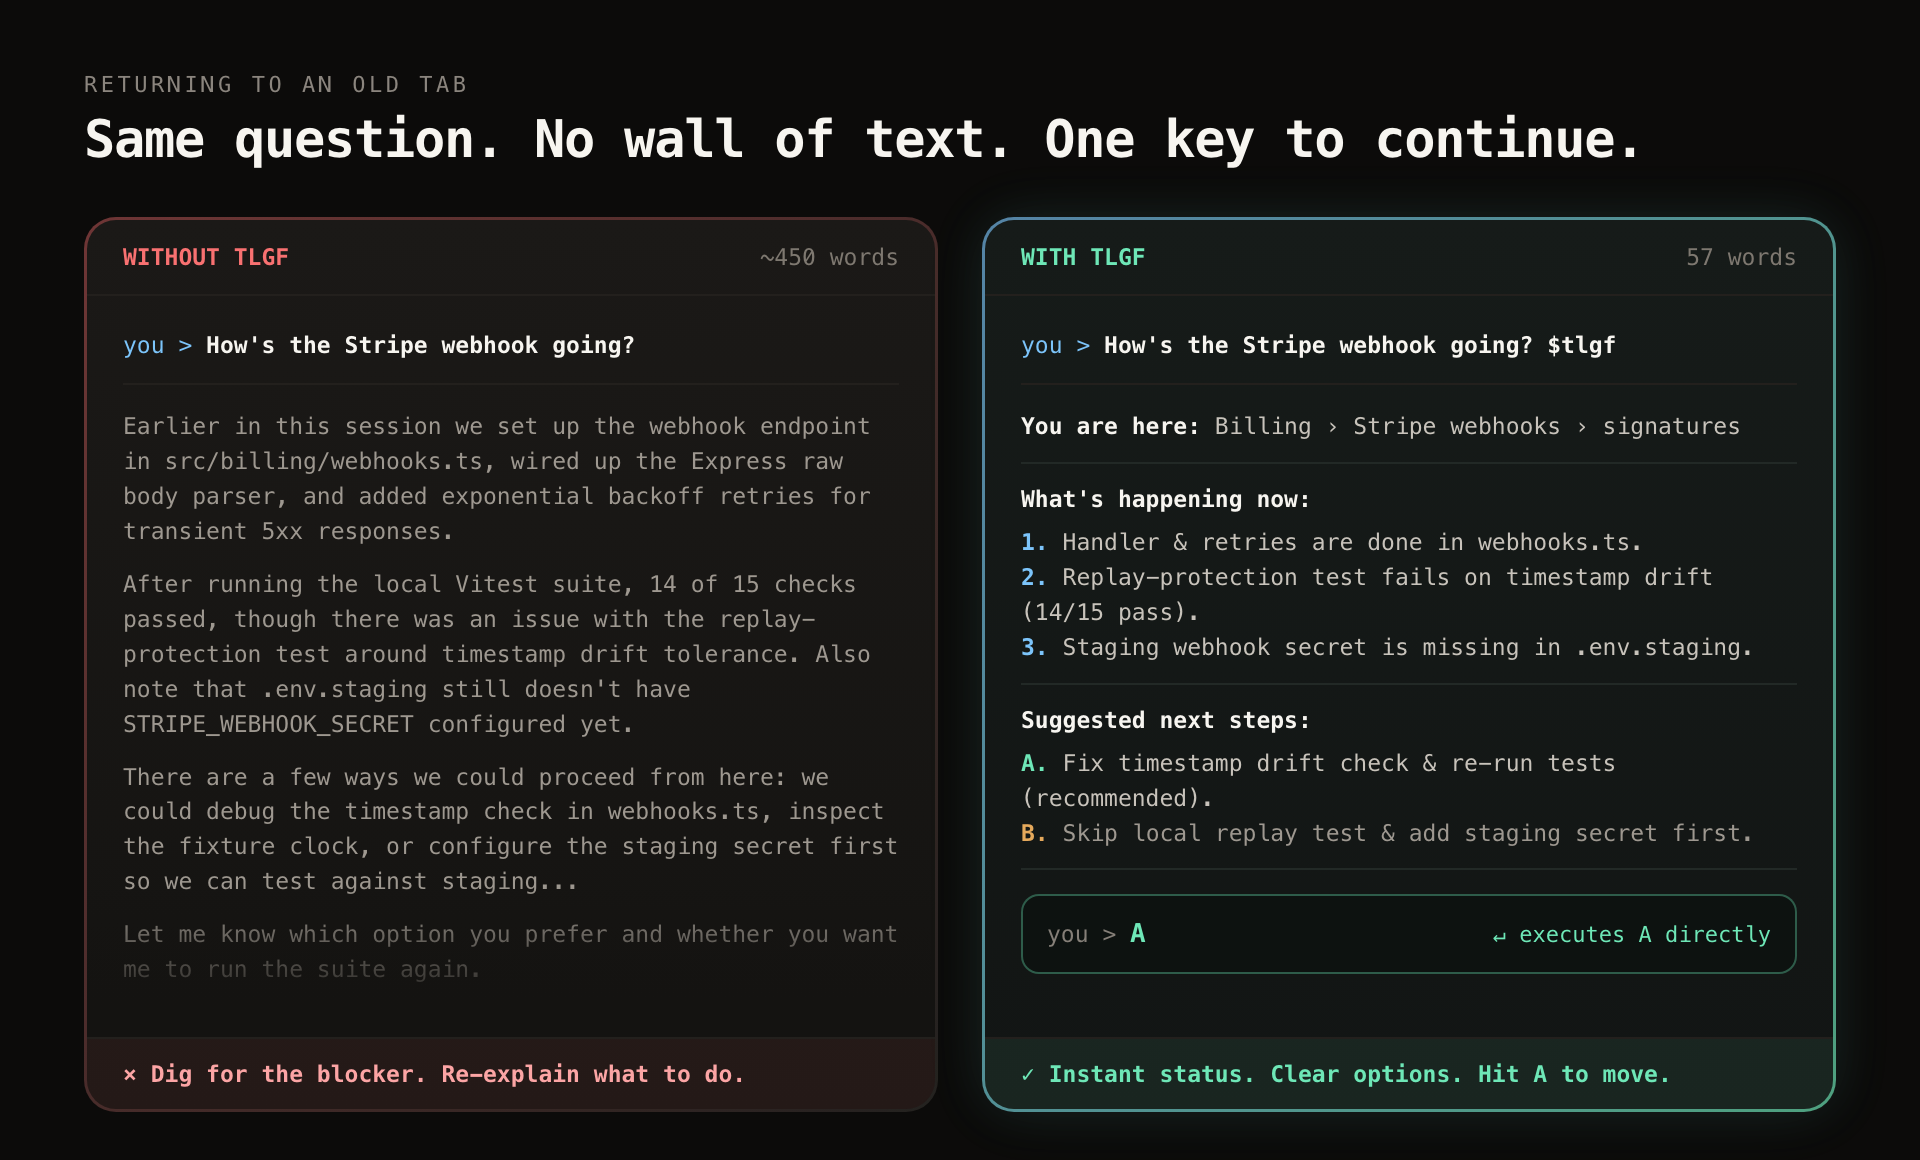 RETURNING TO AN OLD TAB
Same question. No wall of text. One key to continue.
WITHOUT TLGF
~450 words
you > How's the Stripe webhook going?
Earlier in this session we set up the webhook endpoint
in src/billing/webhooks.ts, wired up the Express raw
body parser, and added exponential backoff retries for
transient 5xx responses.
After running the local Vitest suite, 14 of 15 checks
passed, though there was an issue with the replay-
protection test around timestamp drift tolerance. Also
note that .env.staging still doesn't have
STRIPE_WEBHOOK_SECRET configured yet.
There are a few ways we could proceed from here: we
could debug the timestamp check in webhooks.ts, inspect
the fixture clock, or configure the staging secret first
so we can test against staging...
Let me know which option you prefer and whether you want
me to run the suite again.
× Dig for the blocker. Re-explain what to do.
WITH TLGF
57 words
you > How's the Stripe webhook going? $tlgf
You are here: Billing › Stripe webhooks › signatures
What's happening now:
1. Handler & retries are done in webhooks.ts.
2. Replay-protection test fails on timestamp drift
(14/15 pass).
3. Staging webhook secret is missing in .env.staging.
Suggested next steps:
A. Fix timestamp drift check & re-run tests
(recommended).
B. Skip local replay test & add staging secret first.
you > A
↵ executes A directly
✓ Instant status. Clear options. Hit A to move.